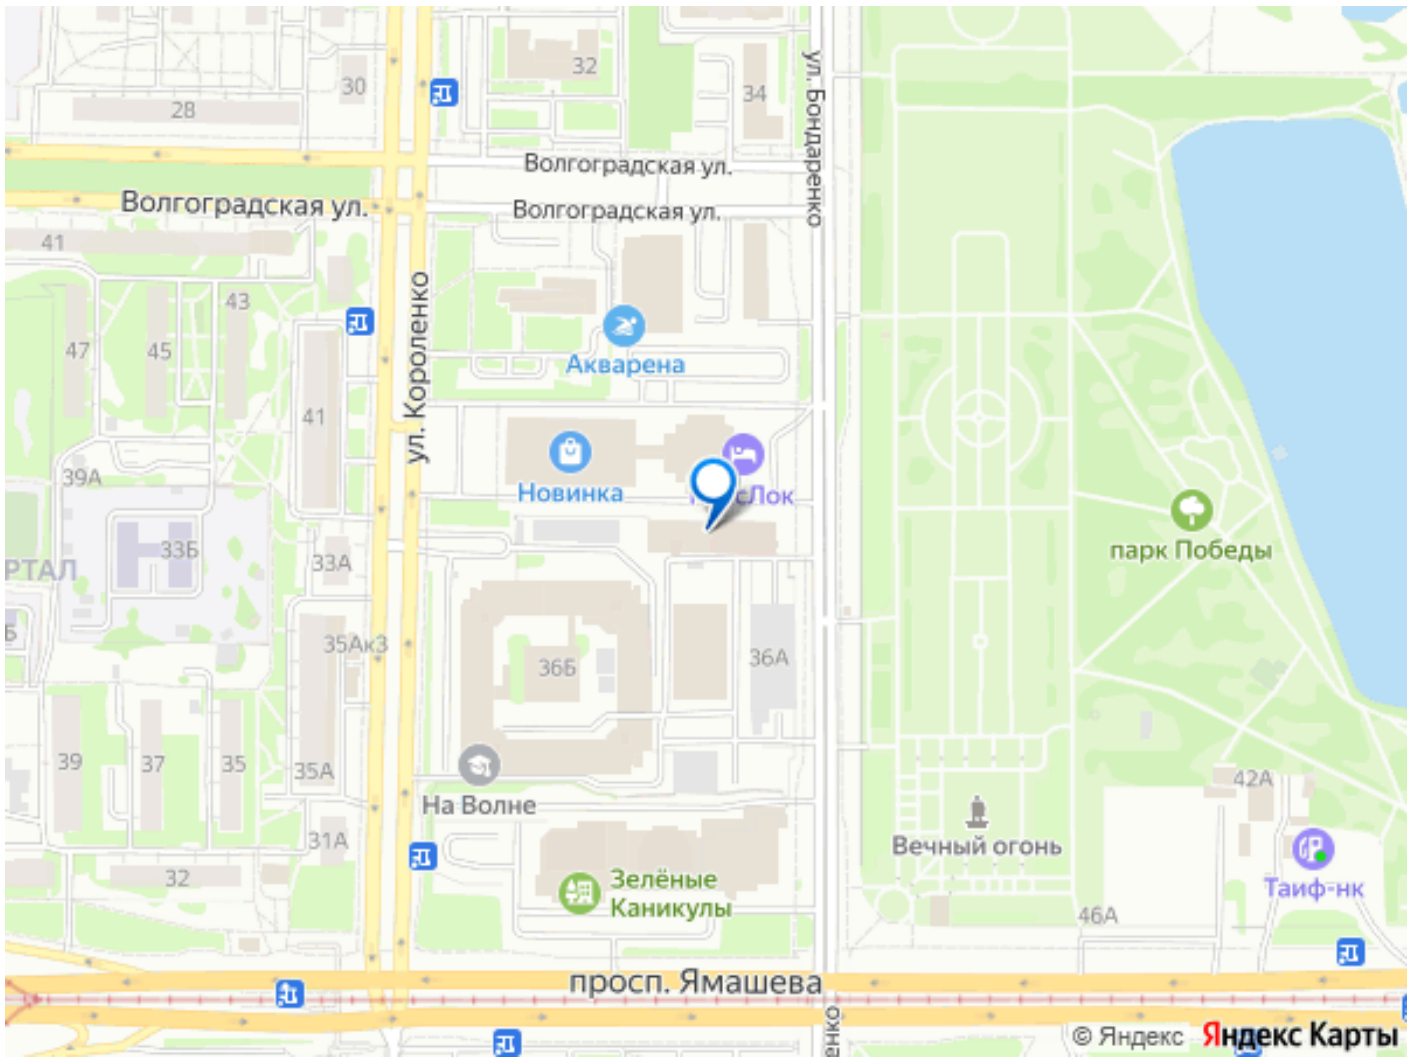 32
30
34
28
ул. Бондаренко
Волгоградская ул.
Волгоградская ул.
Волгоградская ул.
41
43
ул. Короленко
47
45
Акварена
41
39А
Новинка
сЛок
33Б
33А
парк Победы
РТАЛ
Б
35Ак3
36Б
36А
39
37
35
35А
42А
На Волне
31А
Вечный огонь
32
Зелёные
Каникулы
Таиф-нк
46А
просп. Ямашева
енко
© Яндекс Яндекс Карты